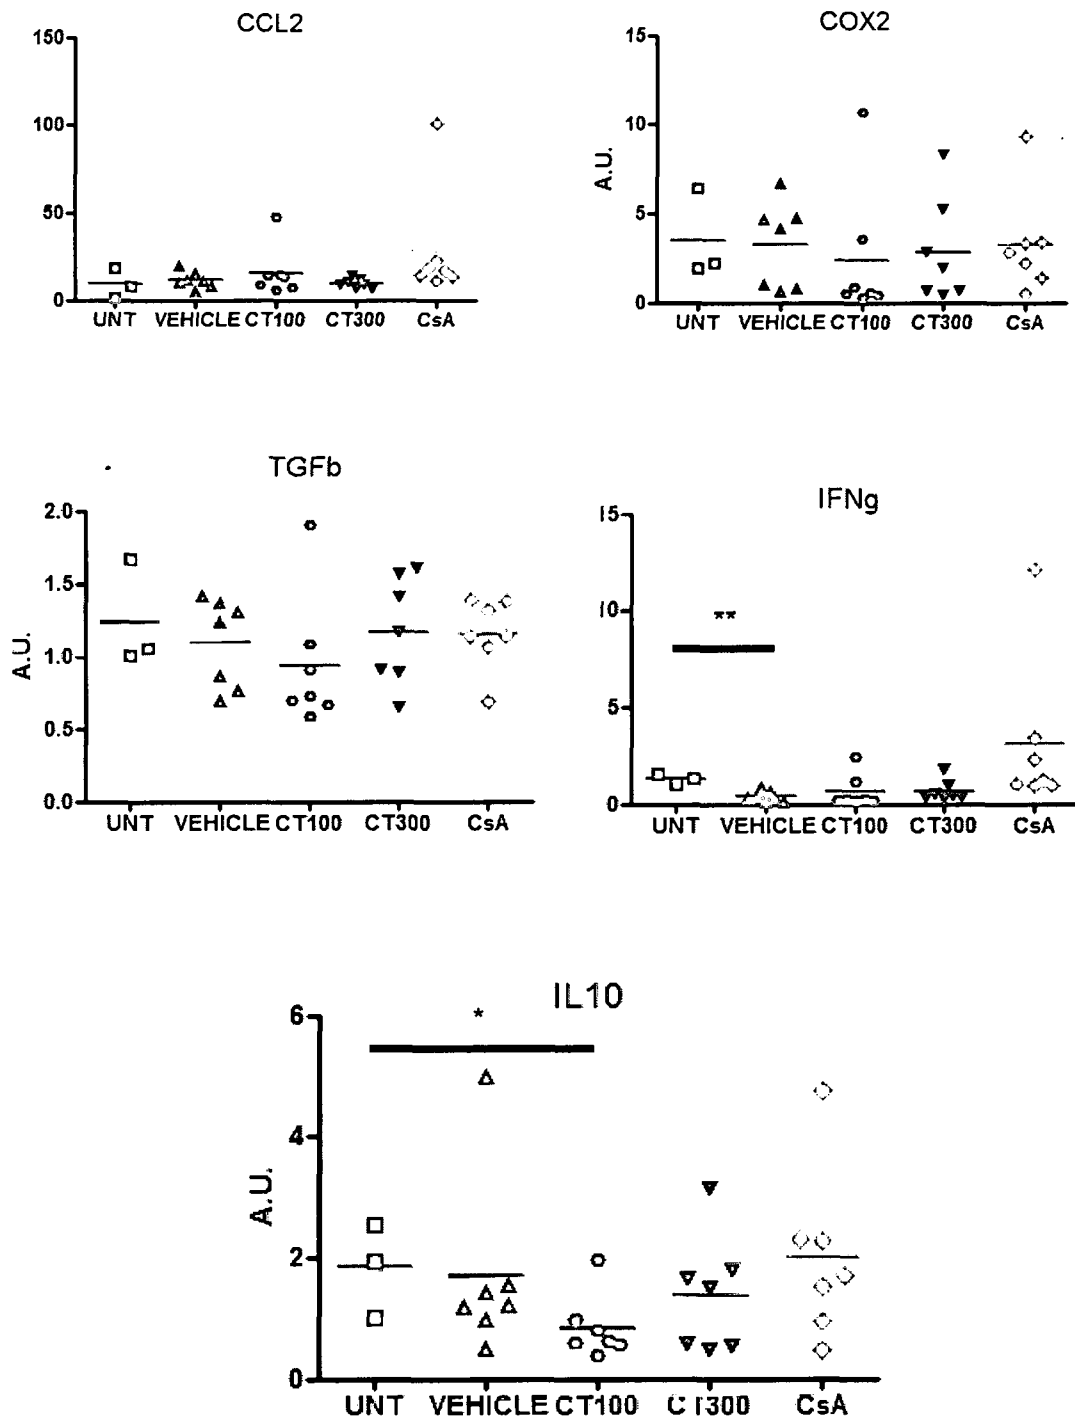 CCL2
150
100
50
0
UNT VEHICLE CT100 CT300 CsA
COX2
A.U.
15
10
5
0
UNT VEHICLE CT100 CT300 CsA
TGFb
A.U.
2.0
1.5
1.0
0.5
0.0
UNT VEHICLE CT100 CT300 CsA
IFNg
15
10
5
0
**
UNT VEHICLE CT100 CT300 CsA
IL10
A.U.
6
4
2
0
*
UNT VEHICLE CT100 CT300 CsA